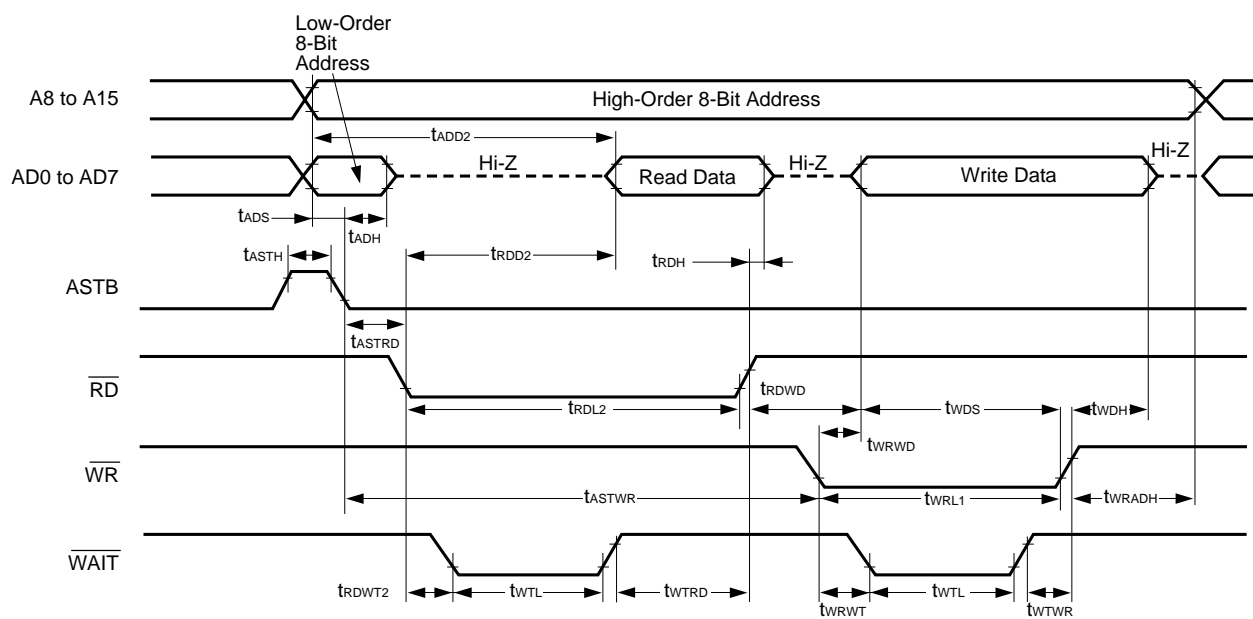 Low-Order
8-Bit
Address
A8 to A15
High-Order 8-Bit Address
tADD2
AD0 to AD7
Hi-Z
Read Data
Hi-Z
Write Data
Hi-Z
tADS
tADH
tASTH
tRDD2
tRDH
ASTB
tASTRD
RD
tRDL2
tRDWD
tWDS
tWDH
tWRWD
WR
tASTWR
tWRL1
tWRADH
WAIT
tRDWT2
tWTL
tWTRD
tWRWT
tWTL
tWTWR